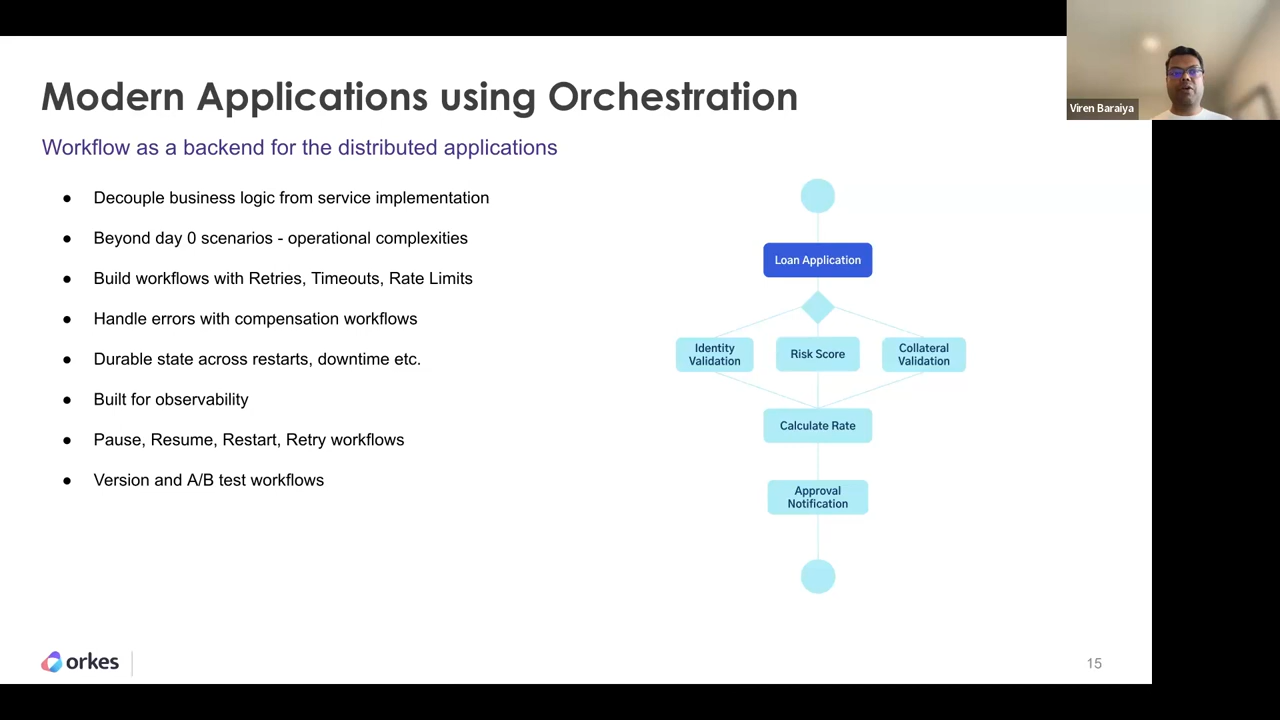 Modern Applications using Orchestration
Viren Baraiya
Workflow as a backend for the distributed applications
● Decouple business logic from service implementation
● Beyond day 0 scenarios - operational complexities
● Build workflows with Retries, Timeouts, Rate Limits
● Handle errors with compensation workflows
● Durable state across restarts, downtime etc.
● Built for observability
● Pause, Resume, Restart, Retry workflows
● Version and A/B test workflows
Loan Application
Identity
Validation
Risk Score
Collateral
Validation
Calculate Rate
Approval
Notification
orkes
15